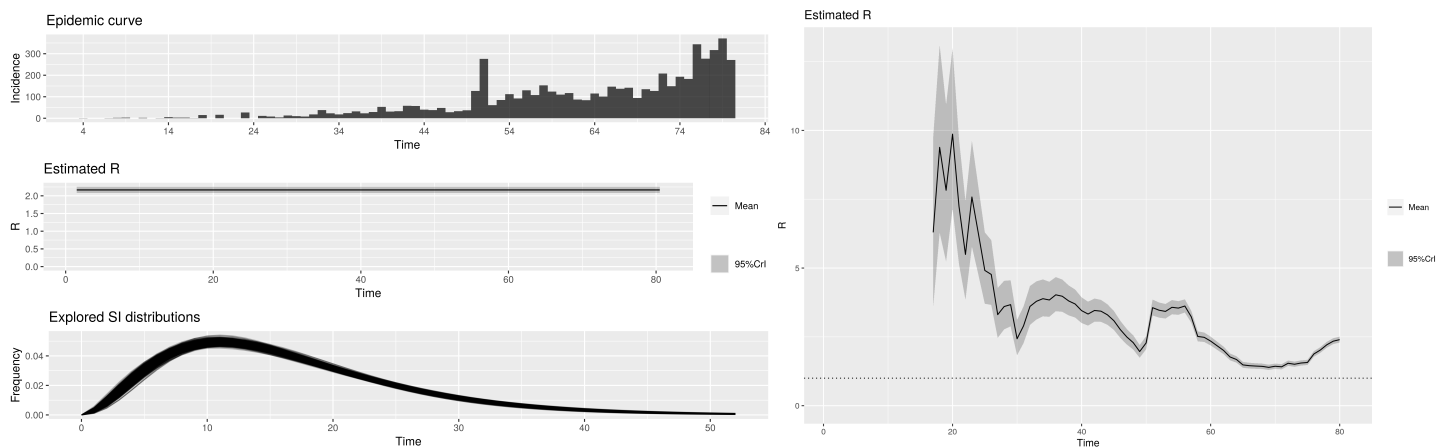 Epidemic curve
Incidence
300
200
100
0
4 14 24 34 44 54 64 74 84
Time
Estimated R
R
2.0
1.5
1.0
0.5
0.0
0 20 40 60 80
Time
Mean
95%CrI
Explored SI distributions
Frequency
0.04
0.02
0.00
0 10 20 30 40 50
Time
Estimated R
R
10
5
0
0 20 40 60 80
Time
Mean
95%CrI